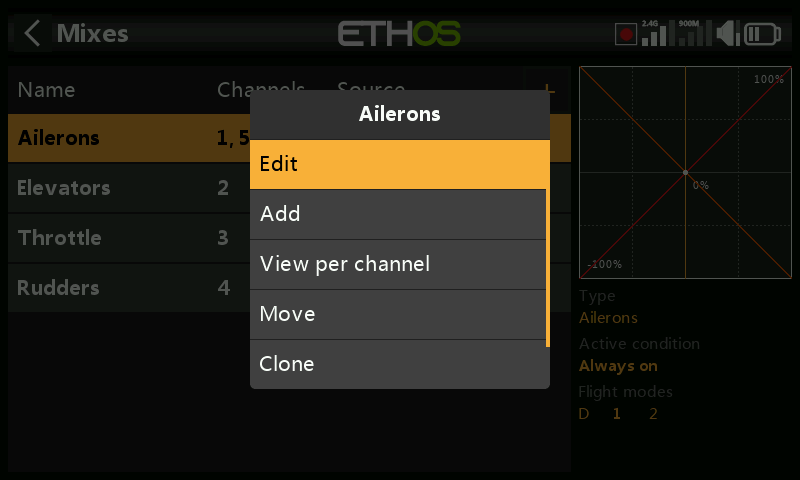 Mixes
ETHOS
2.4G
900M
Name Channels Source
+
Ailerons 1, 5
Elevators 2
Throttle 3
Rudders 4
Ailerons
Edit
Add
View per channel
Move
Clone
100%
0%
-100%
Type
Ailerons
Active condition
Always on
Flight modes
D 1 2